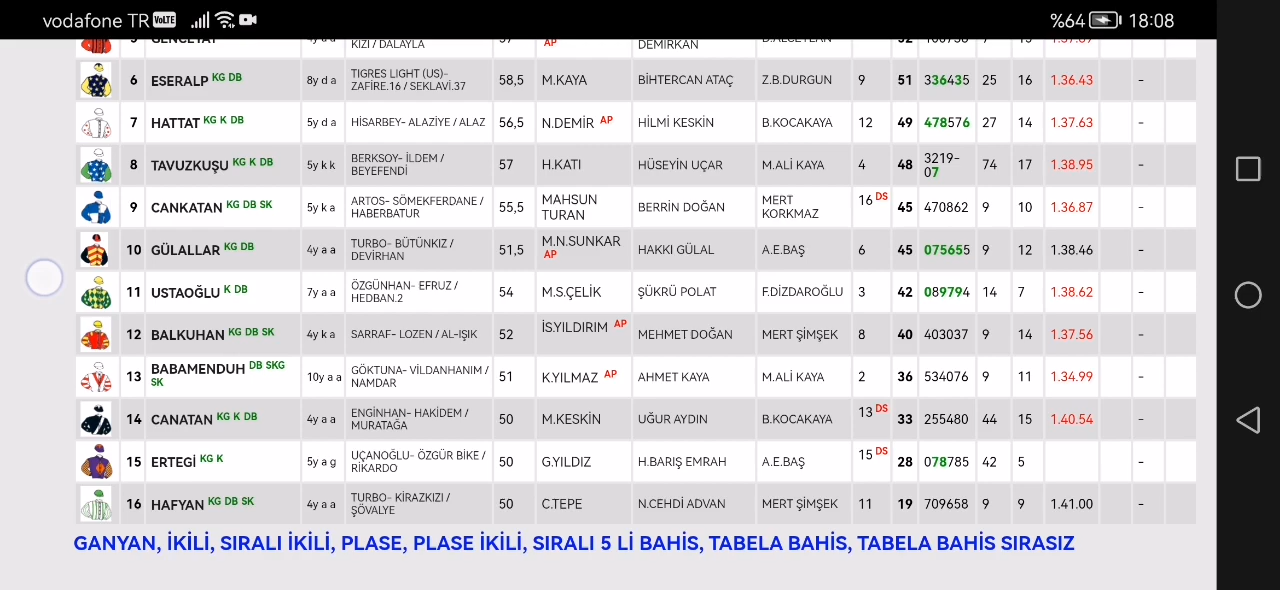 vodafone TR VoLTE %64 18:08
KIZI / DALAYLA AP DEMİRKAN
6 ESERALP KG DB 8y d a TIGRES LIGHT (US)- ZAFİRE.16 / SEKLAVİ.37 58,5 M.KAYA BİHTERCAN ATAÇ Z.B.DURGUN 9 51 336435 25 16 1.36.43 -
7 HATTAT KG K DB 5y d a HİSARBEY- ALAZİYE / ALAZ 56,5 N.DEMİR AP HİLMİ KESKİN B.KOCAKAYA 12 49 478576 27 14 1.37.63 -
8 TAVUZKUŞU KG K DB 5y k k BERKSOY- İLDEM / BEYEFENDİ 57 H.KATI HÜSEYİN UÇAR M.ALİ KAYA 4 48 3219-07 74 17 1.38.95 -
9 CANKATAN KG DB SK 5y k a ARTOS- SÖMEKFERDANE / HABERBATUR 55,5 MAHSUN TURAN BERRİN DOĞAN MERT KORKMAZ 16 DS 45 470862 9 10 1.36.87 -
10 GÜLALLAR KG DB 4y a a TURBO- BÜTÜNKIZ / DEVİRHAN 51,5 M.N.SUNKAR AP HAKKI GÜLAL A.E.BAŞ 6 45 075655 9 12 1.38.46 -
11 USTAOĞLU K DB 7y a a ÖZGÜNHAN- EFRUZ / HEDBAN.2 54 M.S.ÇELİK ŞÜKRÜ POLAT F.DİZDAROĞLU 3 42 089794 14 7 1.38.62 -
12 BALKUHAN KG DB SK 4y k a SARRAF- LOZEN / AL-IŞIK 52 İS.YILDIRIM AP MEHMET DOĞAN MERT ŞİMŞEK 8 40 403037 9 14 1.37.56 -
13 BABAMENDUH DB SKG SK 10y a a GÖKTUNA- VİLDANHANIM / NAMDAR 51 K.YILMAZ AP AHMET KAYA M.ALİ KAYA 2 36 534076 9 11 1.34.99 -
14 CANATAN KG K DB 4y a a ENGİNHAN- HAKİDEM / MURATAĞA 50 M.KESKİN UĞUR AYDIN B.KOCAKAYA 13 DS 33 255480 44 15 1.40.54 -
15 ERTEGİ KG K 5y a g UÇANOĞLU- ÖZGÜR BİKE / RİKARDO 50 G.YILDIZ H.BARIŞ EMRAH A.E.BAŞ 15 DS 28 078785 42 5 -
16 HAFYAN KG DB SK 4y a a TURBO- KİRAZKIZI / ŞÖVALYE 50 C.TEPE N.CEHDİ ADVAN MERT ŞİMŞEK 11 19 709658 9 9 1.41.00 -
GANYAN, İKİLİ, SIRALI İKİLİ, PLASE, PLASE İKİLİ, SIRALI 5 Lİ BAHİS, TABELA BAHİS, TABELA BAHİS SIRASIZ